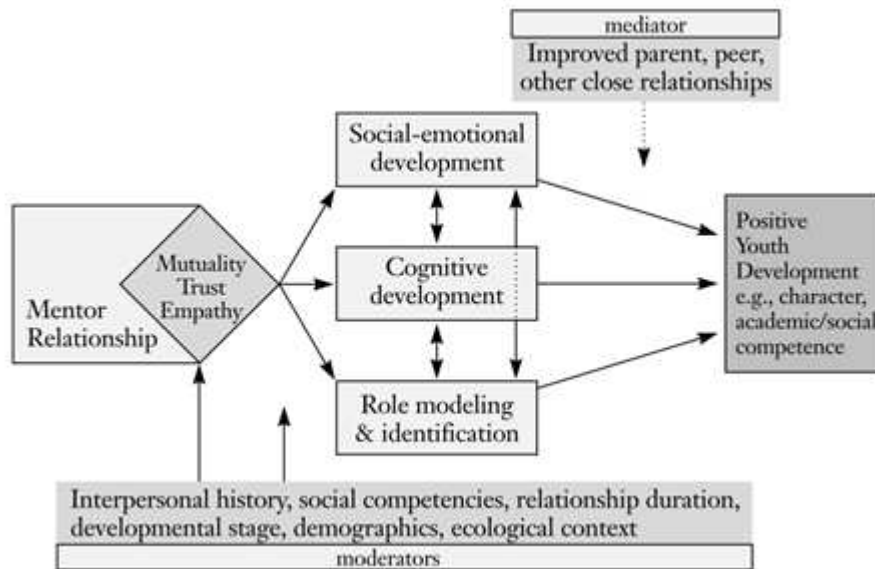 mediator
Improved parent, peer,
other close relationships
Social-emotional
development
Mutuality
Trust
Empathy
Mentor
Relationship
Cognitive
development
Positive
Youth
Development
e.g., character,
academic/social
competence
Role modeling
& identification
Interpersonal history, social competencies, relationship duration,
developmental stage, demographics, ecological context
moderators